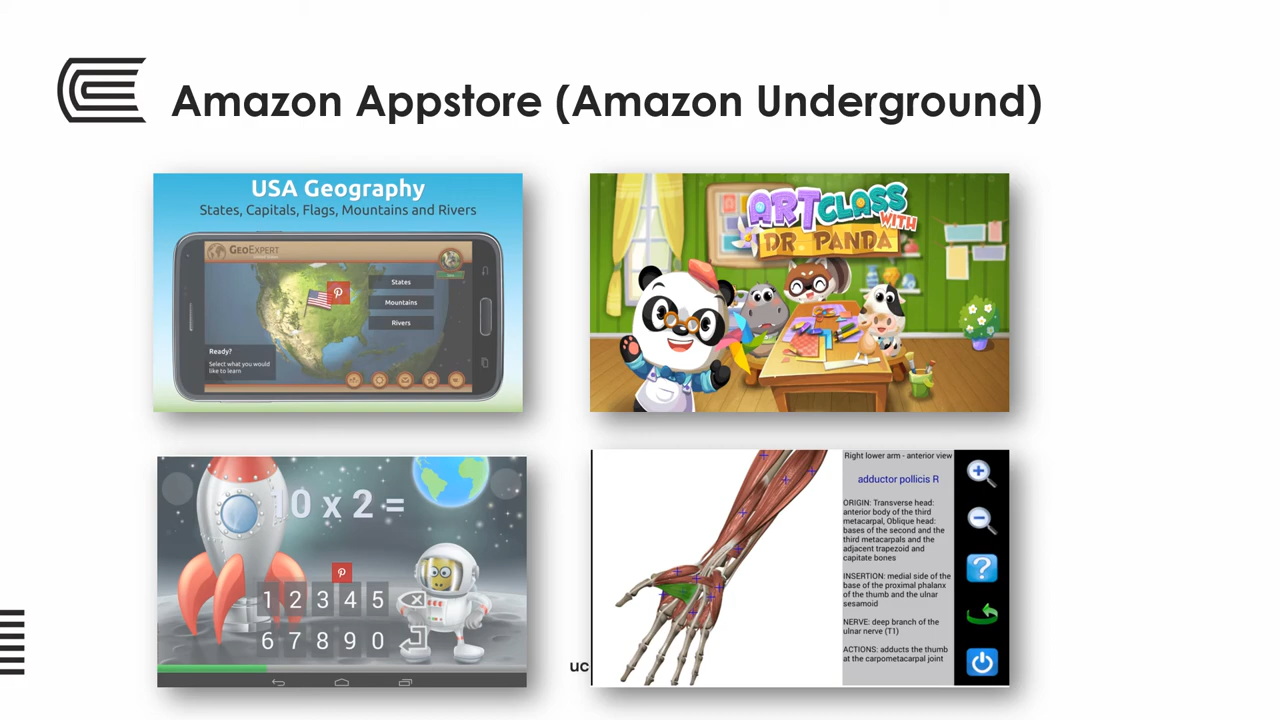 Amazon Appstore (Amazon Underground)
USA Geography
States, Capitals, Flags, Mountains and Rivers
GEOEXPERT
States
Mountains
Rivers
Ready?
Select what you would
like to learn
ART CLASS
WITH
DR. PANDA
10 x 2 =
1 2 3 4 5
6 7 8 9 0
uc
Right lower arm - anterior view
adductor pollicis R
ORIGIN: Transverse head:
anterior body of the third
metacarpal, Oblique head:
bases of the second and the
third metacarpals and the
adjacent trapezoid and
capitate bones
INSERTION: medial side of the
base of the proximal phalanx
of the thumb and the ulnar
sesamoid
NERVE: deep branch of the
ulnar nerve (T1)
ACTIONS: adducts the thumb
at the carpometacarpal joint